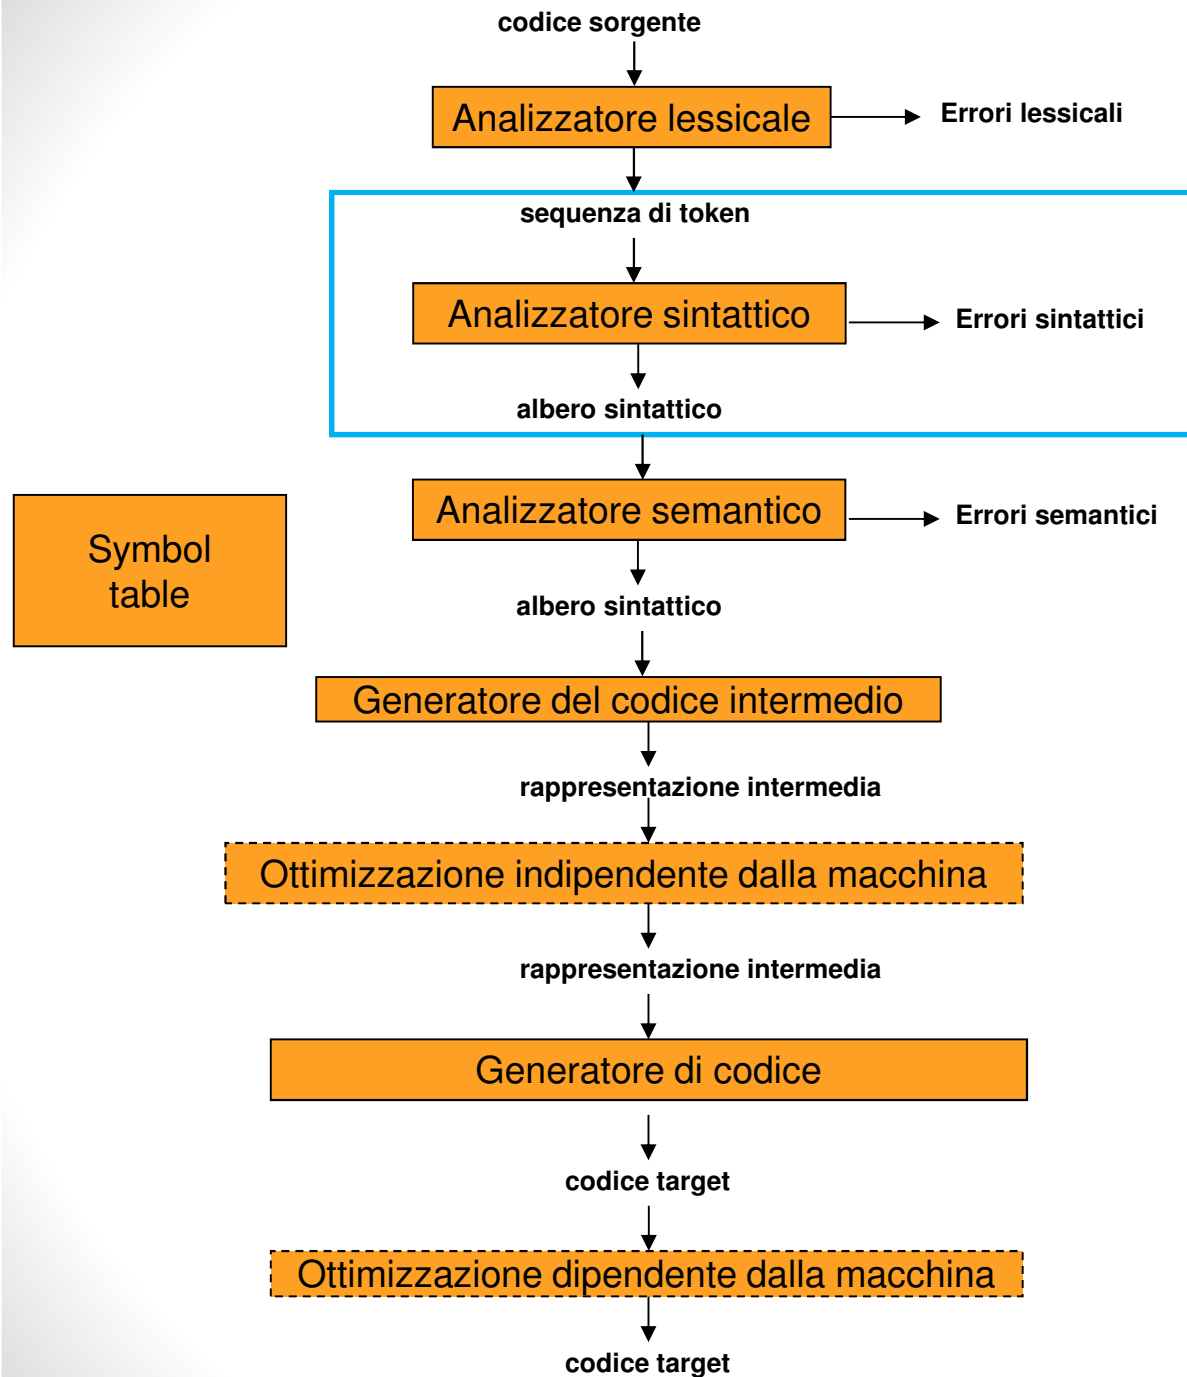 codice sorgente
Analizzatore lessicale
Errori lessicali
sequenza di token
Analizzatore sintattico
Errori sintattici
albero sintattico
Analizzatore semantico
Errori semantici
Symbol
table
albero sintattico
Generatore del codice intermedio
rappresentazione intermedia
Ottimizzazione indipendente dalla macchina
rappresentazione intermedia
Generatore di codice
codice target
Ottimizzazione dipendente dalla macchina
codice target